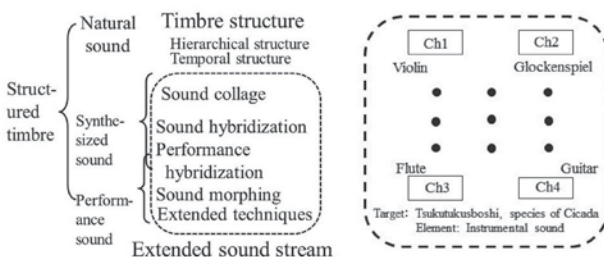 Natural
sound
Timbre structure
Hierarchical structure
Temporal structure
Struct-
ured
timbre
Synthe-
sized
sound
Sound collage
Sound hybridization
Performance
hybridization
Sound morphing
Extended techniques
Perform-
ance
sound
Extended sound stream
Ch1
Ch2
Violin
Glockenspiel
Flute
Guitar
Ch3
Ch4
Target: Tsukutukusboshi, species of Cicada
Element: Instrumental sound